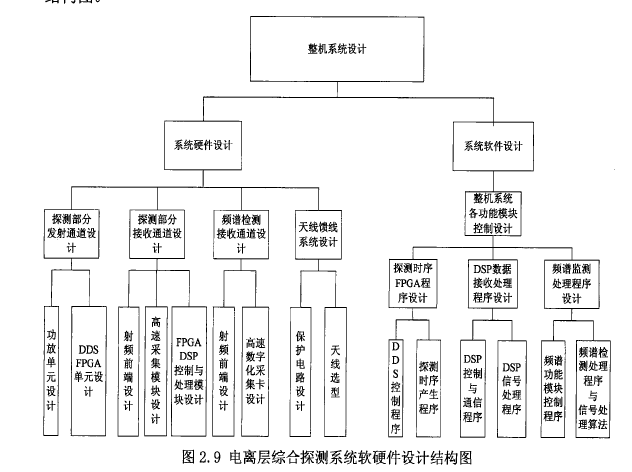 整机系统设计
系统硬件设计
系统软件设计
整机系统
各功能模块
控制设计
探测部分
发射通道设
计
探测部分
接收通道设
计
频谱检测
接收通道设
计
天线馈线
系统设计
探测时序
FPGA程
序设计
DSP数据
接收处理
程序设计
频谱监测
处理程序
设计
功放单元设计
DDS
FPGA
单元设
计
射频前端设计
高速采集模块设计
FPGA
DSP
控制与
处理模
块设计
射频前端设计
高速
数字
化采
集卡
设计
保护电路设计
天线选型
DDS控制程序
探测
时序
产生
程序
DSP
控制
与
通信
程序
DSP
信号
处理
程序
频谱
功能
模块
控制
程序
频谱检
测处理
程序
与
信号处
理算法
图 2.9 电离层综合探测系统软硬件设计结构图